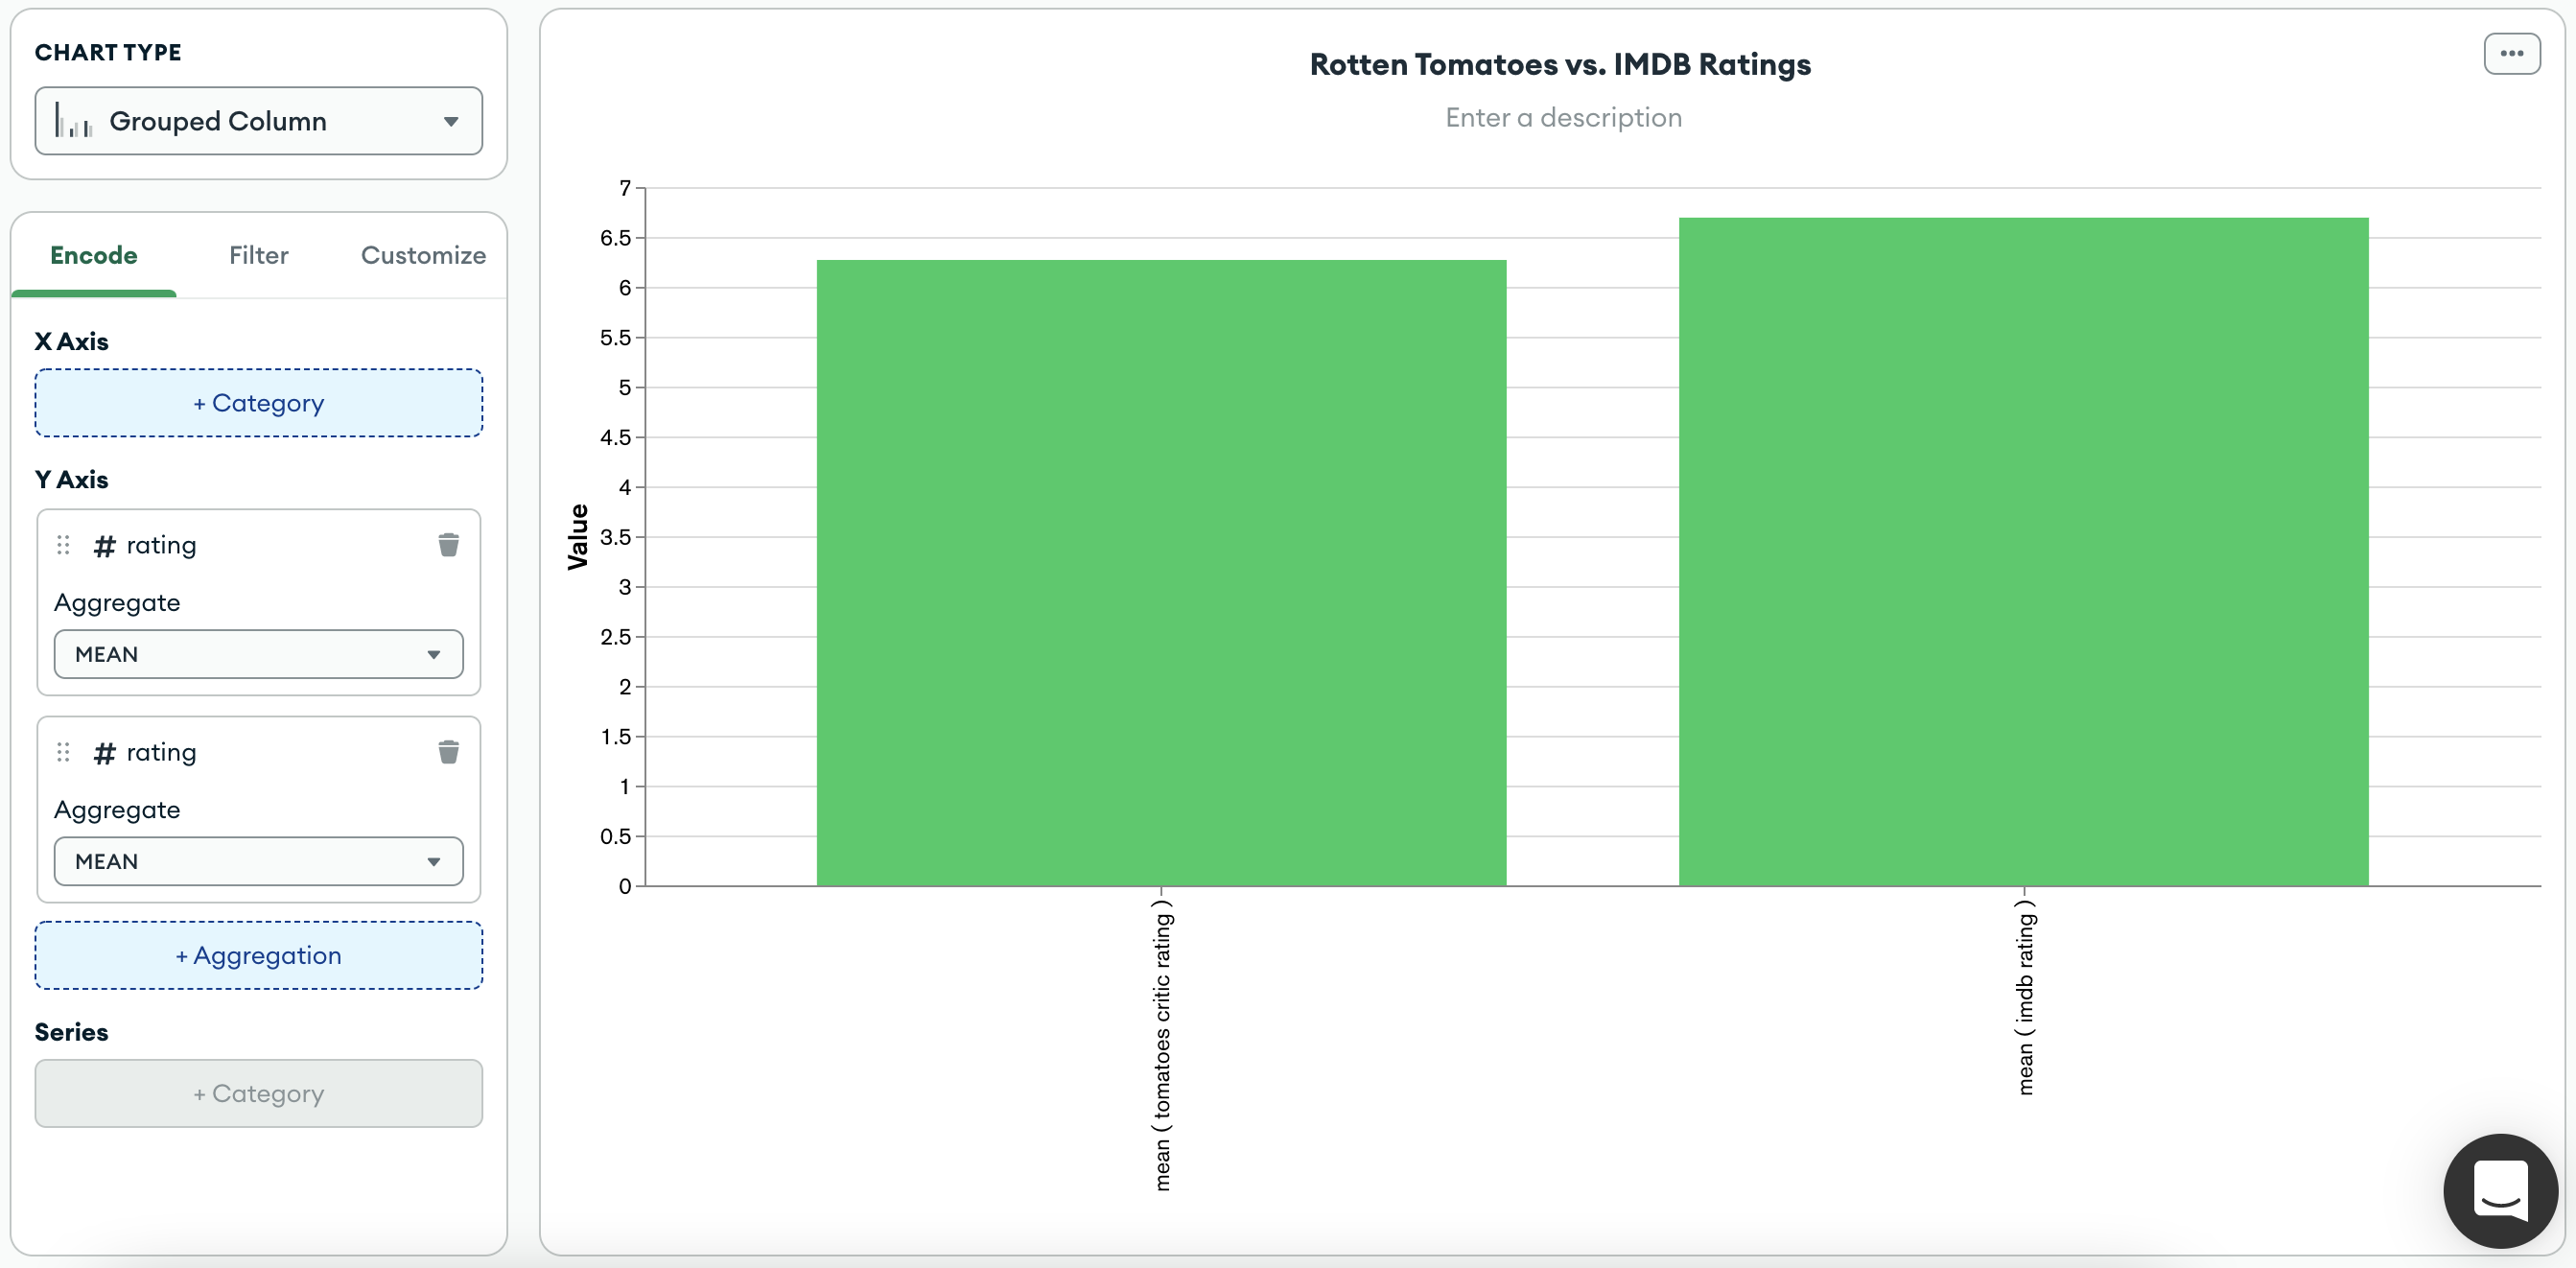 CHART TYPE
Grouped Column
Encode Filter Customize
X Axis
+ Category
Y Axis
# rating
Aggregate
MEAN
# rating
Aggregate
MEAN
+ Aggregation
Series
+ Category
Rotten Tomatoes vs. IMDB Ratings
Enter a description
Value
7
6.5
6
5.5
5
4.5
4
3.5
3
2.5
2
1.5
1
0.5
0
mean ( tomatoes critic rating )
mean ( imdb rating )